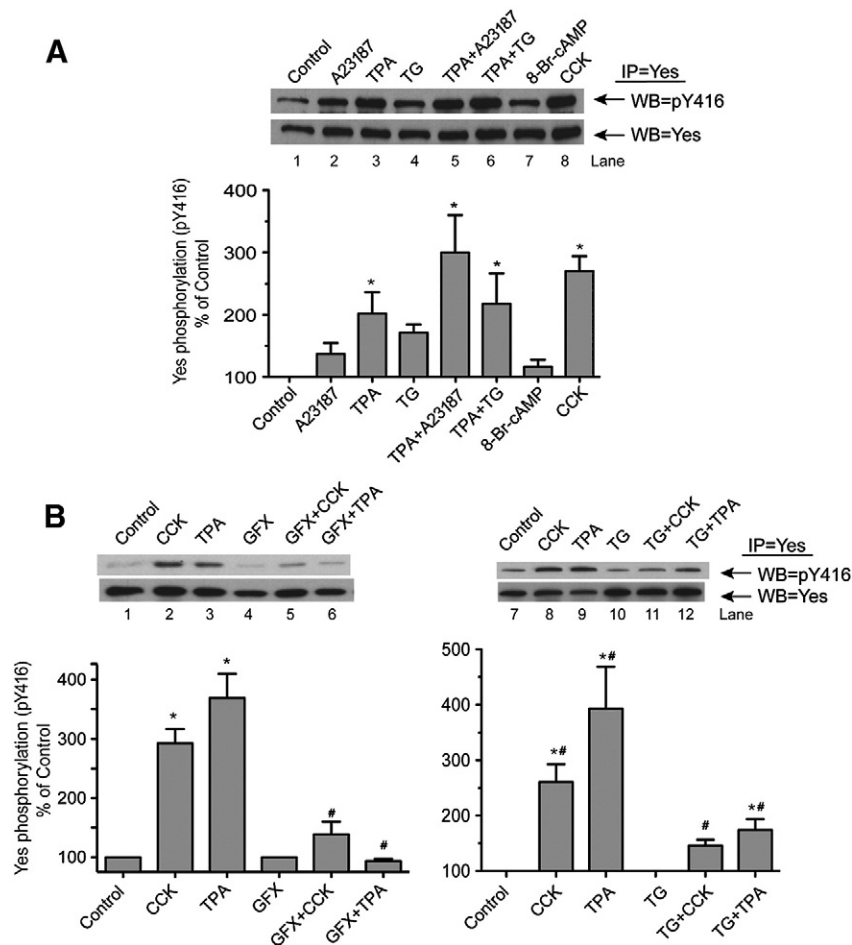 A
Control A23187 TPA TG TPA+A23187 TPA+TG 8-Br-cAMP CCK
IP=Yes
WB=pY416
WB=Yes
1 2 3 4 5 6 7 8 Lane
Yes phosphorylation (pY416)
% of Control
400
300
200
100
* * * *
Control A23187 TPA TG TPA+A23187 TPA+TG 8-Br-cAMP CCK
B
Control CCK TPA GFX GFX+CCK GFX+TPA
1 2 3 4 5 6
Control CCK TPA TG TG+CCK TG+TPA
IP=Yes
WB=pY416
WB=Yes
7 8 9 10 11 12 Lane
Yes phosphorylation (pY416)
% of Control
400
300
200
100
* * # #
Control CCK TPA GFX GFX+CCK GFX+TPA
500
400
300
200
100
*# *# # *#
Control CCK TPA TG TG+CCK TG+TPA